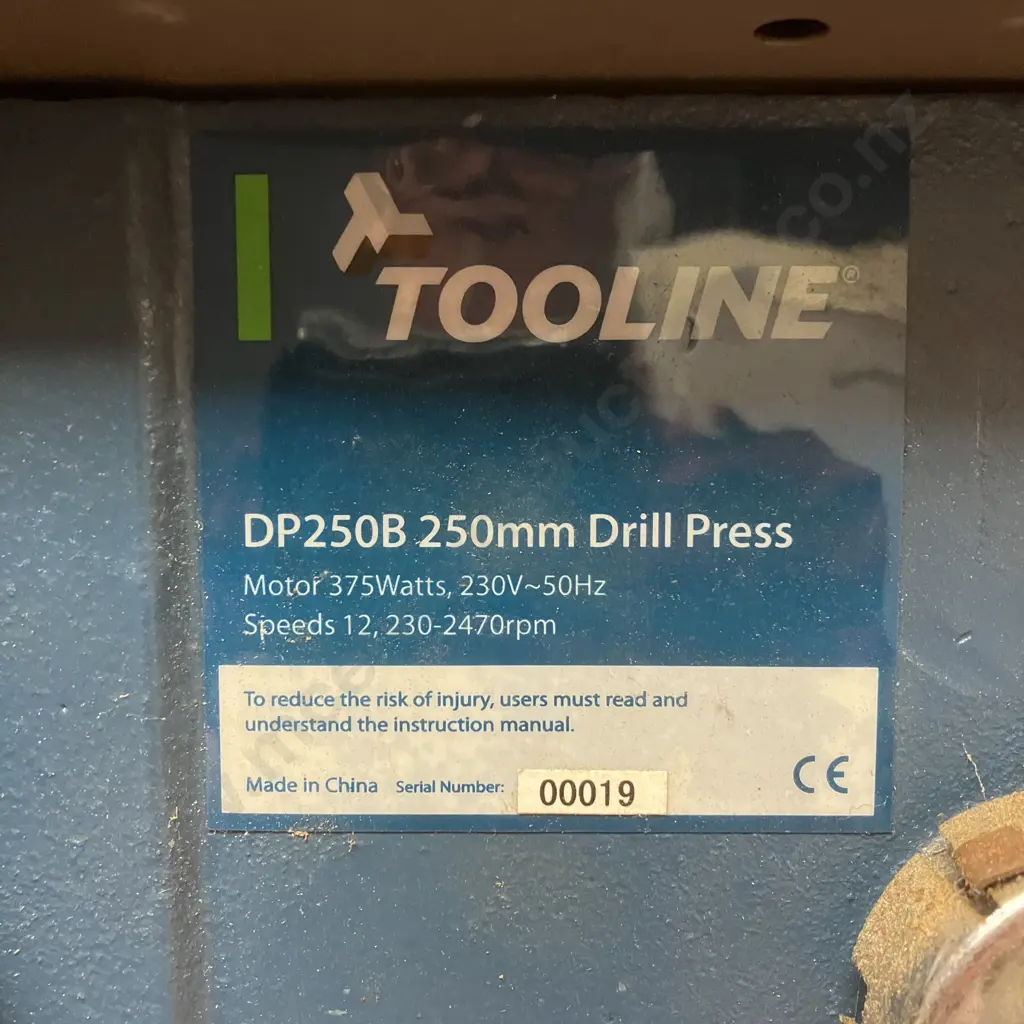 TOOLINE®
DP250B 250mm Drill Press
Motor 375Watts, 230V~50Hz
Speeds 12, 230-2470rpm
To reduce the risk of injury, users must read and
understand the instruction manual.
Made in China Serial Number: 00019
CE